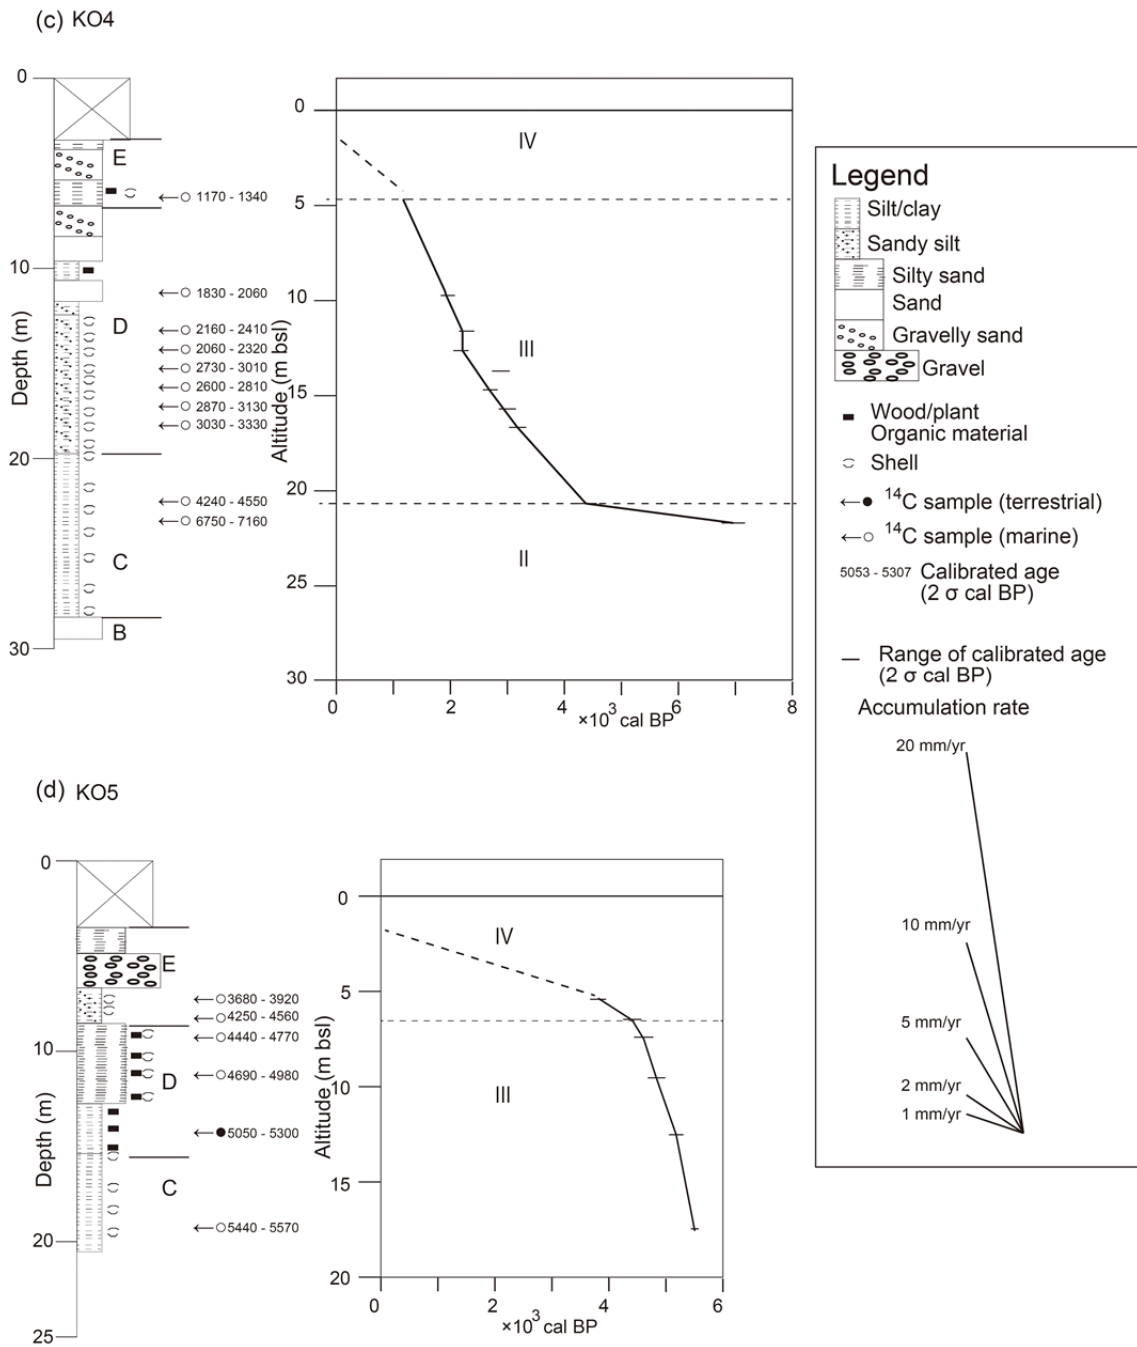 (c) KO4
0
10
20
30
Depth (m)
E
D
C
B
1170 - 1340
1830 - 2060
2160 - 2410
2060 - 2320
2730 - 3010
2600 - 2810
2870 - 3130
3030 - 3330
4240 - 4550
6750 - 7160
Altitude (m bsl)
0
5
10
15
20
25
30
IV
III
II
0
2
4
6
8
×10³ cal BP
Legend
Silt/clay
Sandy silt
Silty sand
Sand
Gravelly sand
Gravel
Wood/plant
Organic material
Shell
¹⁴C sample (terrestrial)
¹⁴C sample (marine)
5053 - 5307 Calibrated age
(2 σ cal BP)
Range of calibrated age
(2 σ cal BP)
Accumulation rate
20 mm/yr
10 mm/yr
5 mm/yr
2 mm/yr
1 mm/yr
(d) KO5
0
10
20
25
Depth (m)
E
D
C
3680 - 3920
4250 - 4560
4440 - 4770
4690 - 4980
5050 - 5300
5440 - 5570
Altitude (m bsl)
0
5
10
15
20
IV
III
0
2
4
6
×10³ cal BP